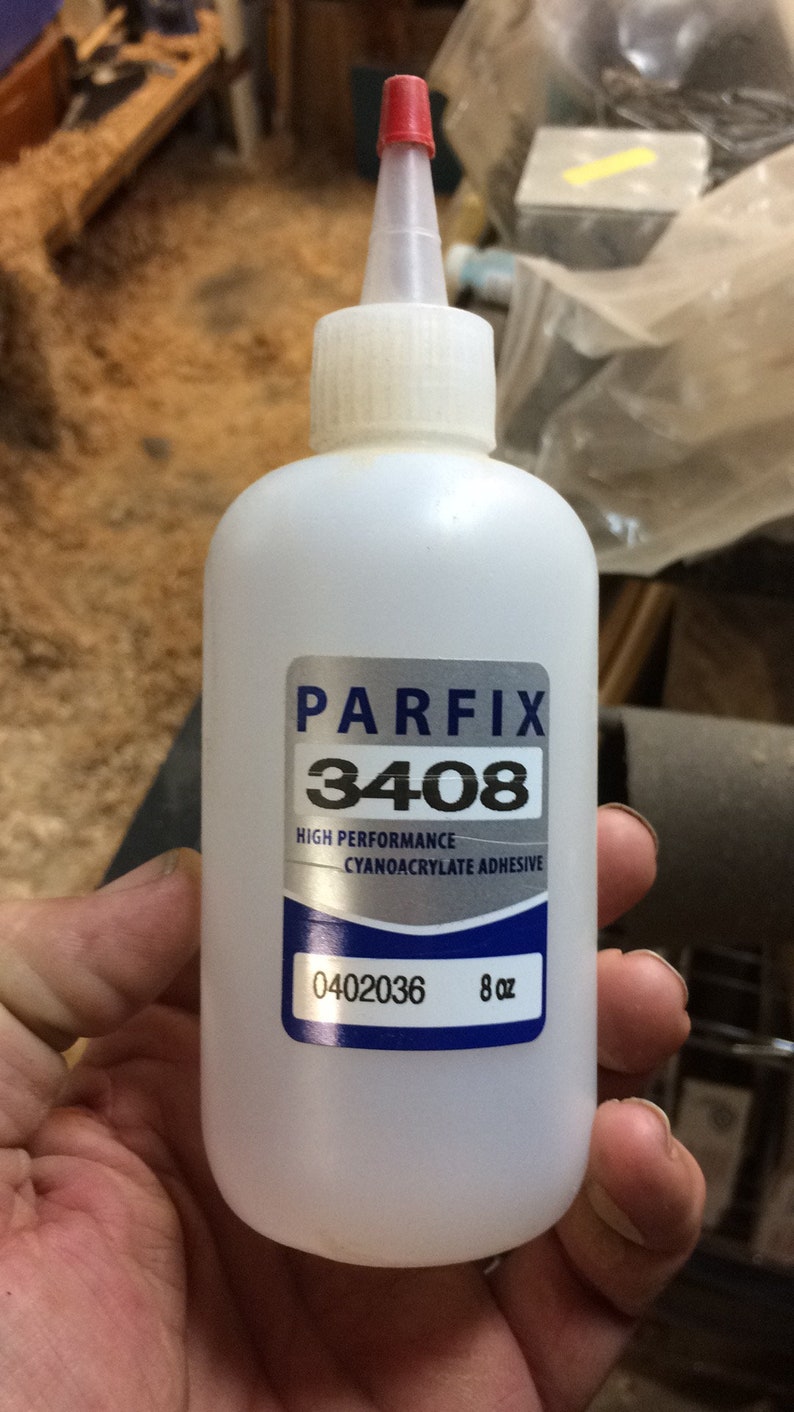 PARFIX
3408
HIGH PERFORMANCE
CYANOACRYLATE ADHESIVE
0402036 8 oz